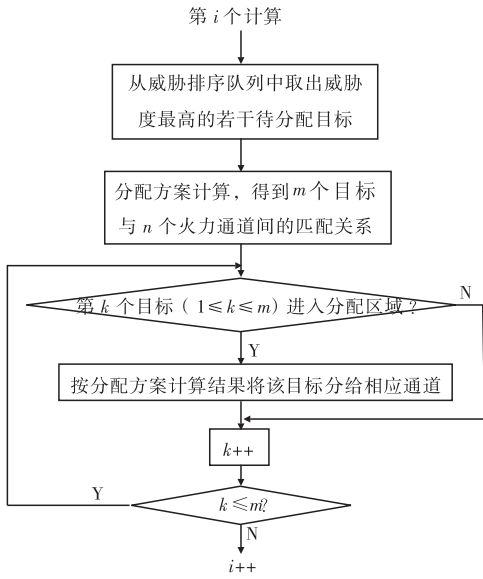 第 i 个计算
从威胁排序队列中取出威胁
度最高的若干待分配目标
分配方案计算，得到m个目标
与 n 个火力通道间的匹配关系
第 k 个目标（1≤k≤m）进入分配区域？
N
Y
按分配方案计算结果将该目标分给相应通道
k++
Y
k≤m?
N
i++